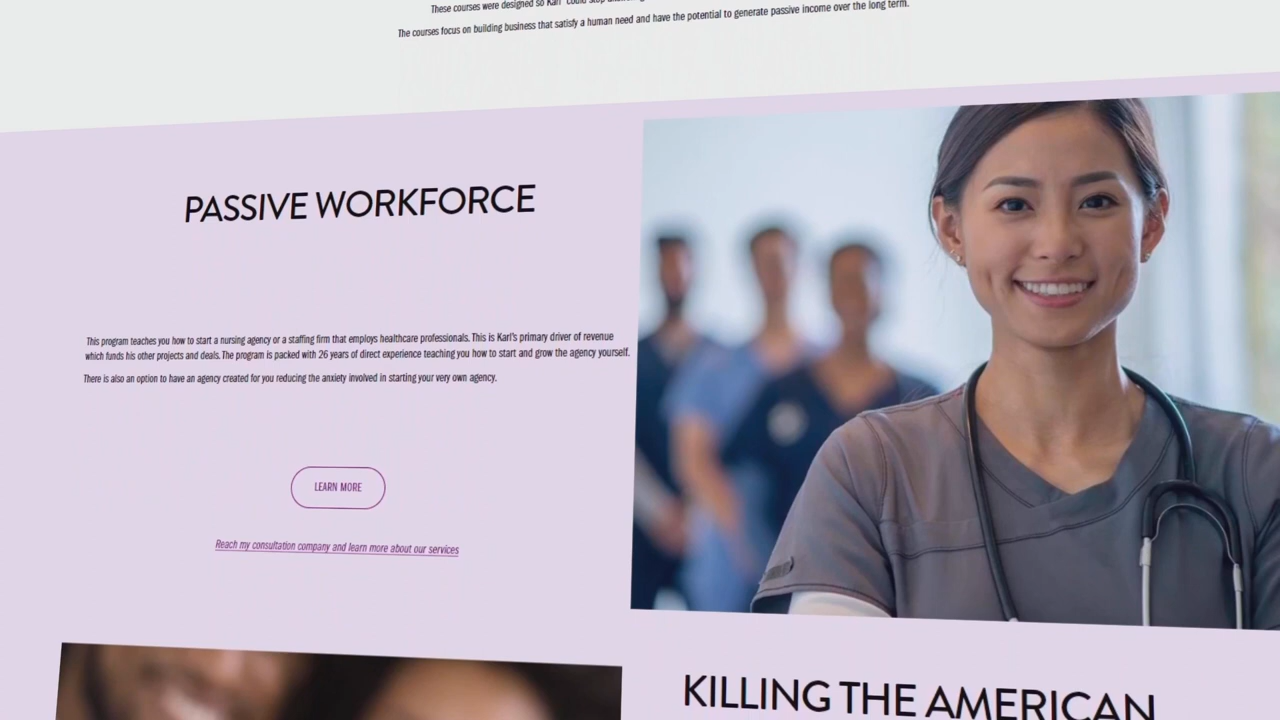 These courses were designed so Karl could stop
The courses focus on building business that satisfy a human need and have the potential to generate passive income over the long term.
PASSIVE WORKFORCE
This program teaches you how to start a nursing agency or a staffing firm that employs healthcare professionals. This is Karl's primary driver of revenue
which funds his other projects and deals. The program is packed with 26 years of direct experience teaching you how to start and grow the agency yourself.
There is also an option to have an agency created for you reducing the anxiety involved in starting your very own agency.
LEARN MORE
Reach my consultation company and learn more about our services
KILLING THE AMERICAN